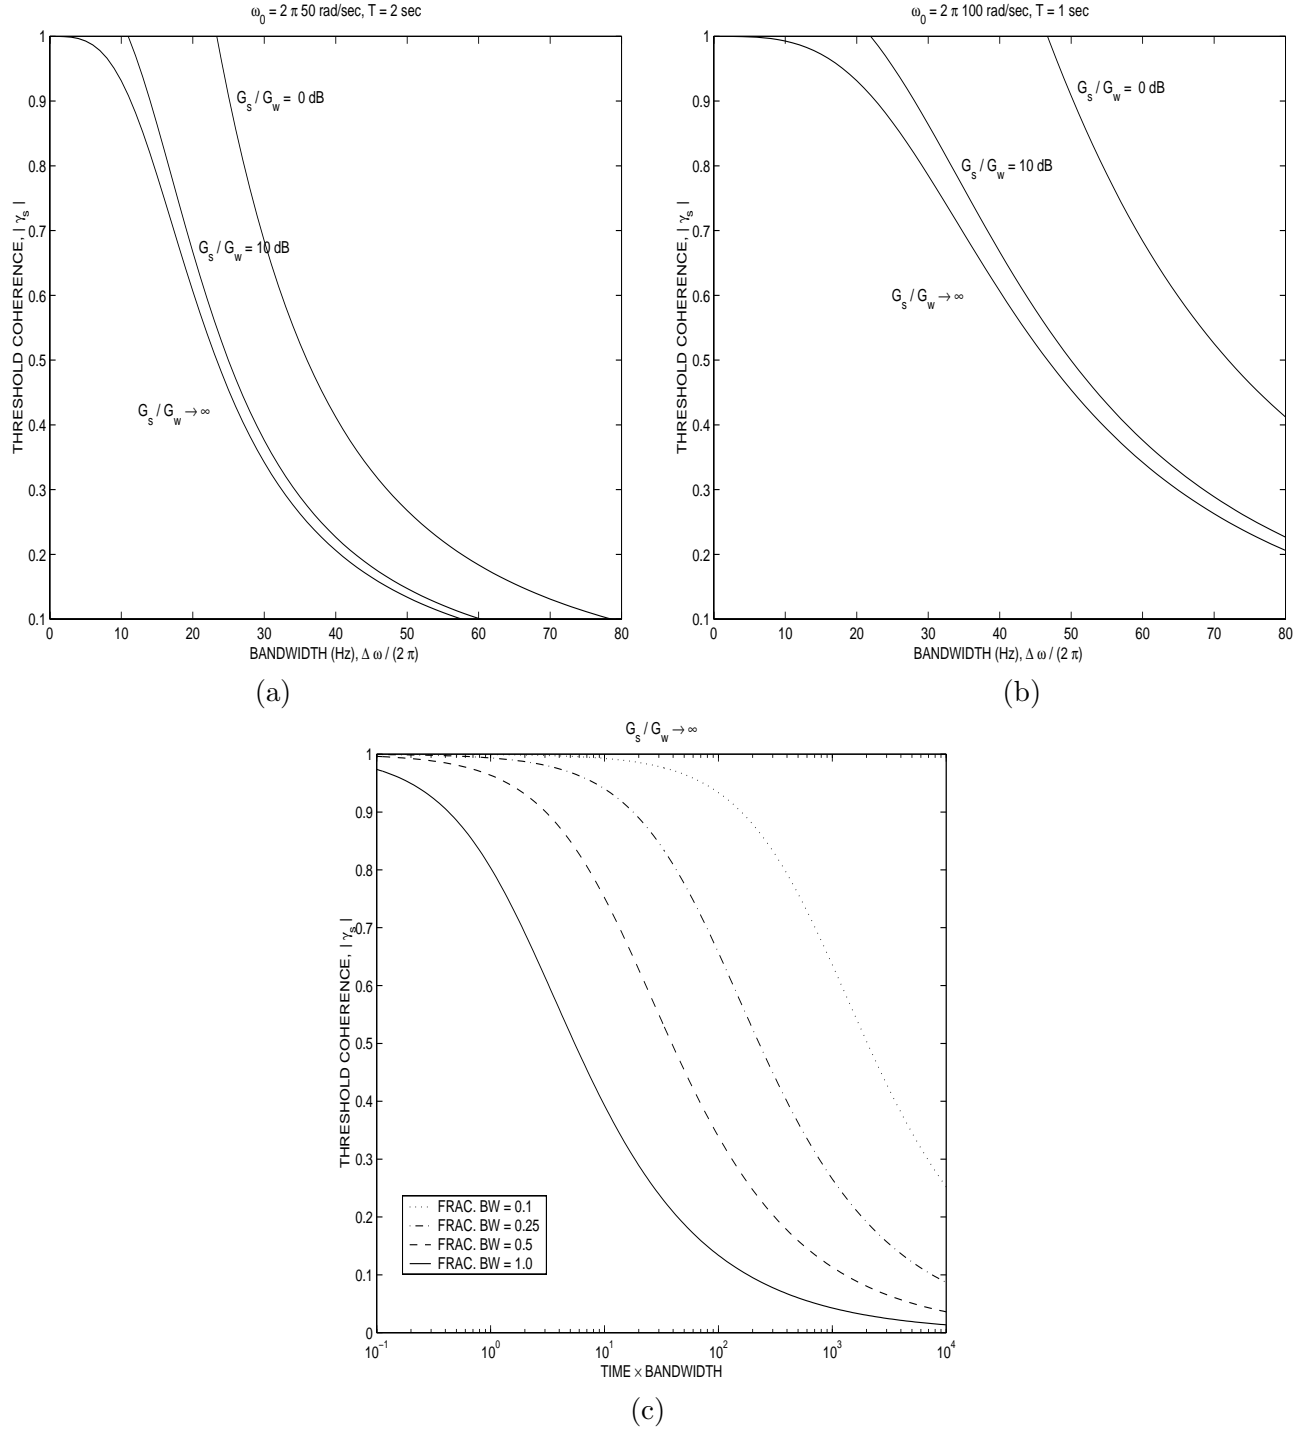 ω0 = 2 π 50 rad/sec, T = 2 sec
THRESHOLD COHERENCE, | γs |
1
0.9
0.8
0.7
0.6
0.5
0.4
0.3
0.2
0.1
Gs / Gw = 0 dB
Gs / Gw = 10 dB
Gs / Gw → ∞
0 10 20 30 40 50 60 70 80
BANDWIDTH (Hz), Δ ω / (2 π)
(a)
ω0 = 2 π 100 rad/sec, T = 1 sec
THRESHOLD COHERENCE, | γs |
1
0.9
0.8
0.7
0.6
0.5
0.4
0.3
0.2
0.1
Gs / Gw = 0 dB
Gs / Gw = 10 dB
Gs / Gw → ∞
0 10 20 30 40 50 60 70 80
BANDWIDTH (Hz), Δ ω / (2 π)
(b)
Gs / Gw → ∞
THRESHOLD COHERENCE, | γs |
1
0.9
0.8
0.7
0.6
0.5
0.4
0.3
0.2
0.1
0
FRAC. BW = 0.1
FRAC. BW = 0.25
FRAC. BW = 0.5
FRAC. BW = 1.0
10−1 100 101 102 103 104
TIME × BANDWIDTH
(c)